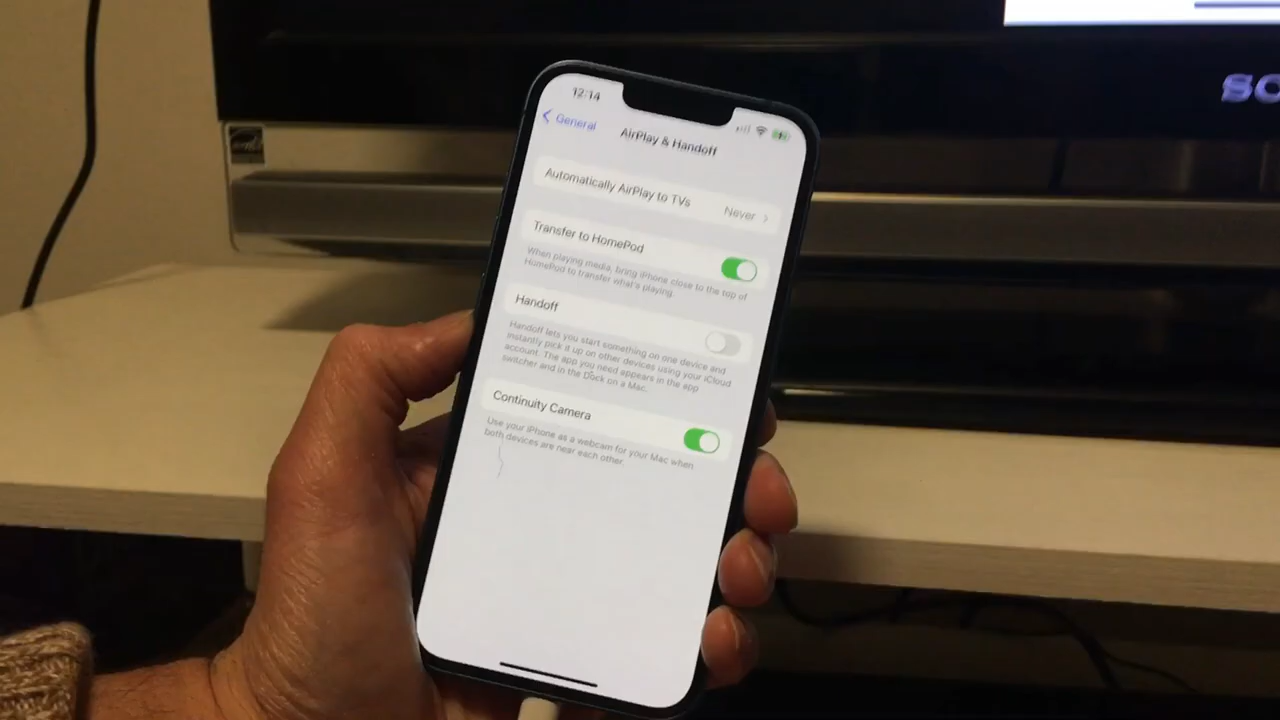 12:14
General
AirPlay & Handoff
Automatically AirPlay to TVs
Never
Transfer to HomePod
When playing media, bring iPhone close to the top of
HomePod to transfer what's playing.
Handoff
Handoff lets you start something on one device and
instantly pick it up on other devices using your iCloud
account. The app you need appears in the app
switcher and in the Dock on a Mac.
Continuity Camera
Use your iPhone as a webcam for your Mac when
both devices are near each other.
SO